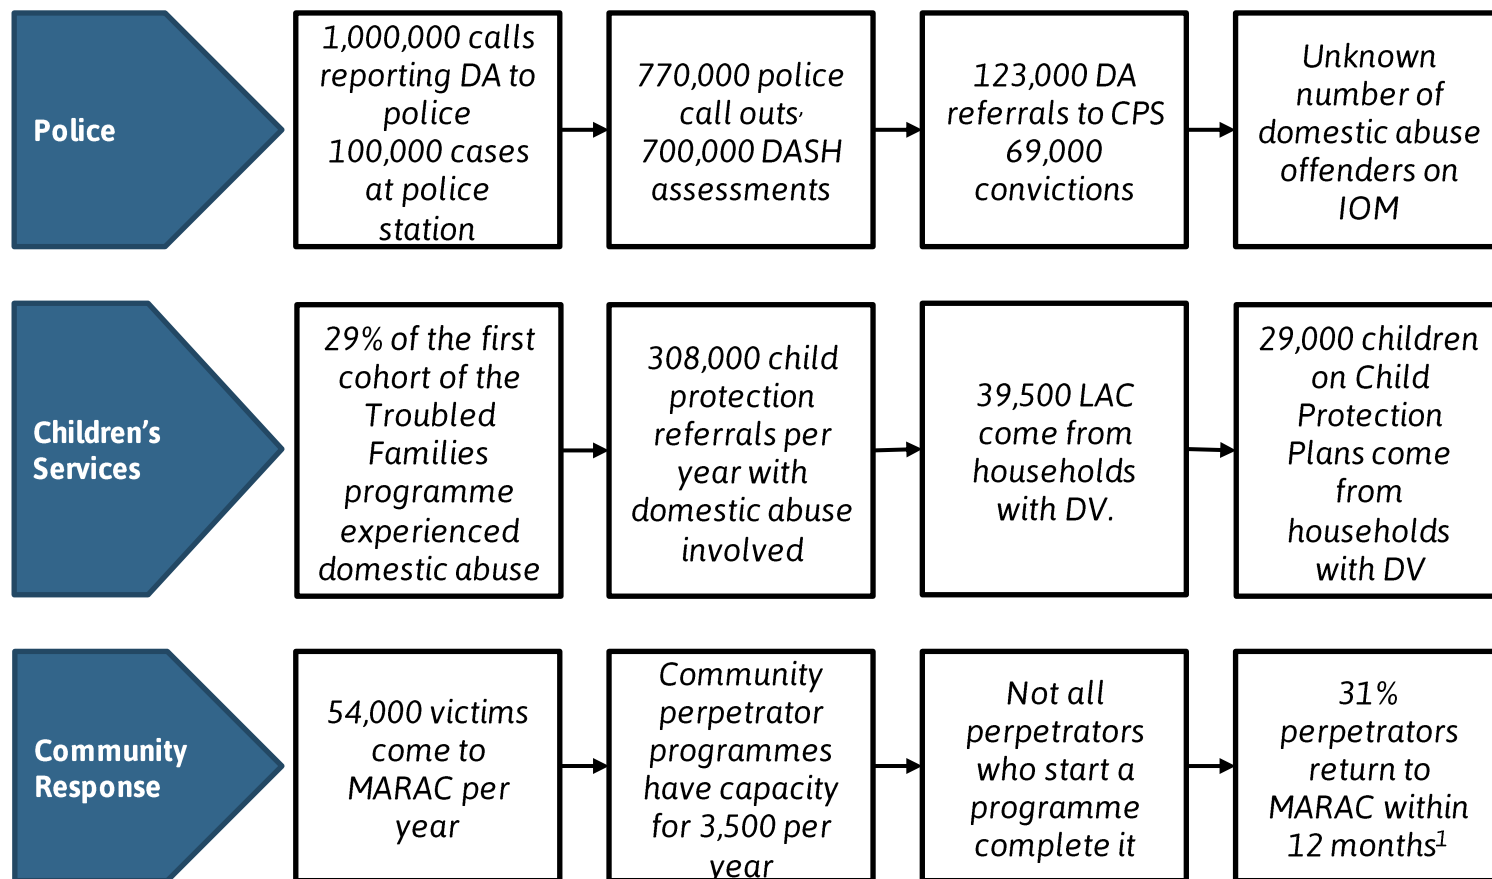 Police
1,000,000 calls
reporting DA to
police
100,000 cases
at police
station
770,000 police
call outs,
700,000 DASH
assessments
123,000 DA
referrals to CPS
69,000
convictions
Unknown
number of
domestic abuse
offenders on
IOM
Children's
Services
29% of the first
cohort of the
Troubled
Families
programme
experienced
domestic abuse
308,000 child
protection
referrals per
year with
domestic abuse
involved
39,500 LAC
come from
households
with DV.
29,000 children
on Child
Protection
Plans come
from
households
with DV
Community
Response
54,000 victims
come to
MARAC per
year
Community
perpetrator
programmes
have capacity
for 3,500 per
year
Not all
perpetrators
who start a
programme
complete it
31%
perpetrators
return to
MARAC within
12 months¹